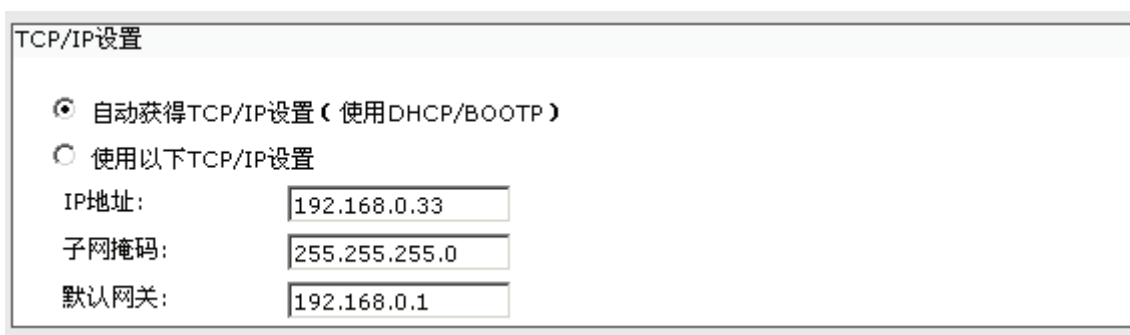 TCP/IP设置
自动获得TCP/IP设置(使用DHCP/BOOTP)
使用以下TCP/IP设置
IP地址: 192.168.0.33
子网掩码: 255.255.255.0
默认网关: 192.168.0.1